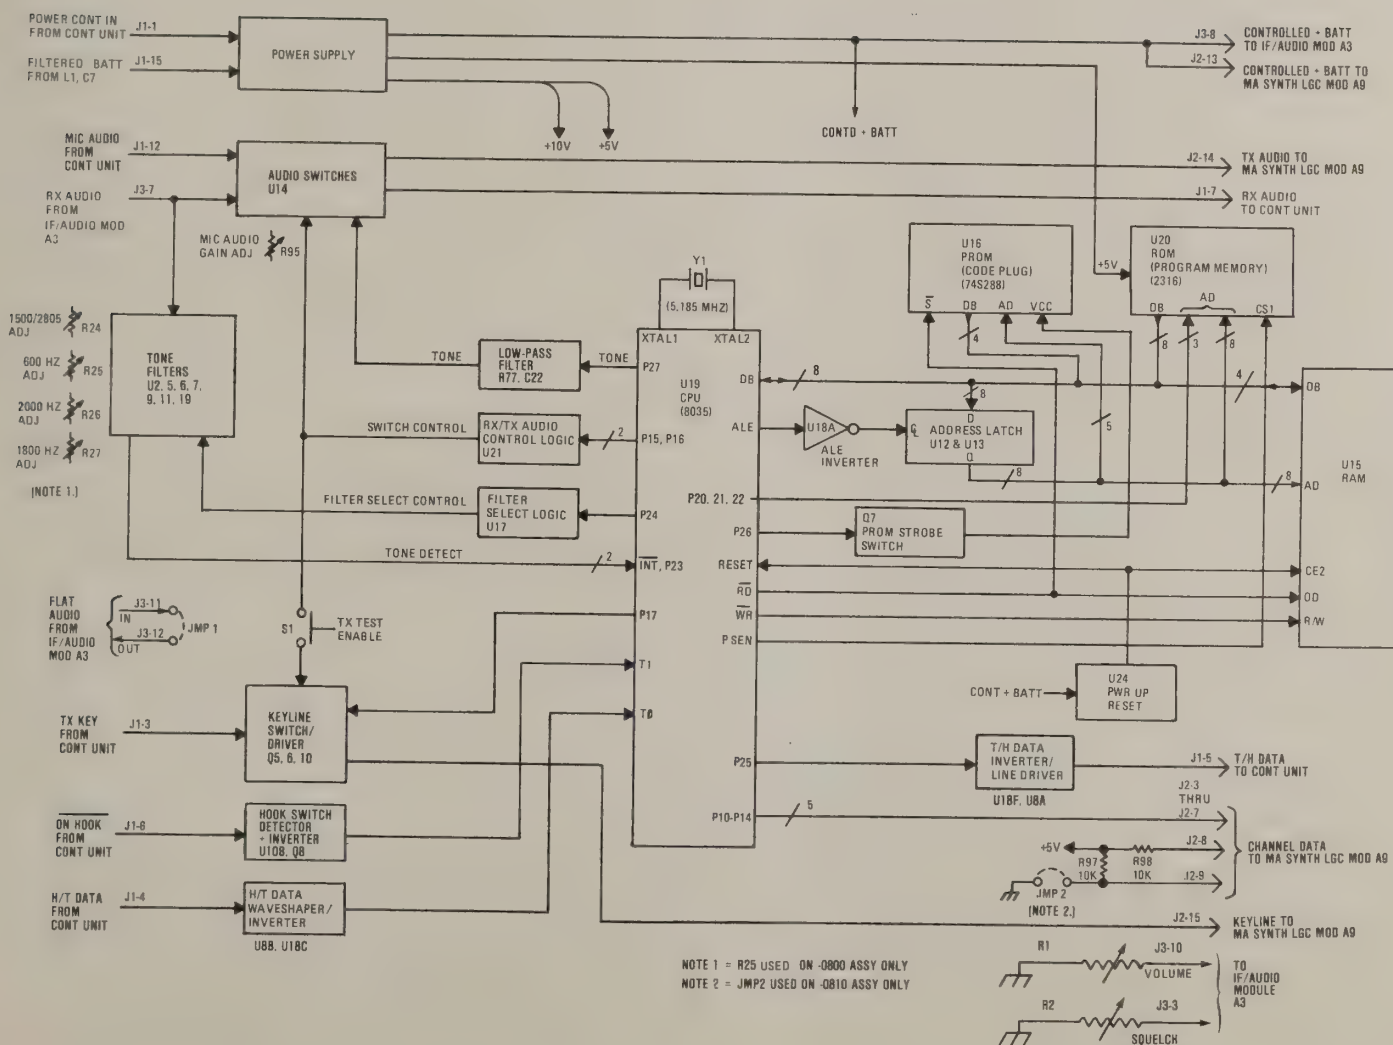 POWER CONT IN
FROM CONT UNIT
J1-1
FILTERED BATT
FROM L1, C7
J1-15
POWER SUPPLY
+10V
+5V
CONTD + BATT
J3-8
CONTROLLED + BATT
TO IF/AUDIO MOD A3
J2-13
CONTROLLED + BATT TO
MA SYNTH LGC MOD A9
MIC AUDIO
FROM
CONT UNIT
J1-12
RX AUDIO
FROM
IF/AUDIO MOD
A3
J3-7
AUDIO SWITCHES
U14
J2-14
TX AUDIO TO
MA SYNTH LGC MOD A9
J1-7
RX AUDIO
TO CONT UNIT
MIC AUDIO
GAIN ADJ
R95
1500/2805
ADJ
R24
600 HZ
ADJ
R25
2000 HZ
ADJ
R26
1800 HZ
ADJ
R27
(NOTE 1.)
TONE
FILTERS
U2, 5, 6, 7,
9, 11, 19
TONE
LOW-PASS
FILTER
R77, C22
TONE
SWITCH CONTROL
RX/TX AUDIO
CONTROL LOGIC
U21
2
FILTER SELECT CONTROL
FILTER
SELECT LOGIC
U17
TONE DETECT
2
Y1
(5.185 MHZ)
XTAL1
XTAL2
U19
CPU
(8035)
P27
P15, P16
P24
INT, P23
P17
T1
TØ
DB
ALE
P20, 21, 22
P26
RESET
RD
WR
PSEN
P25
P10-P14
8
U18A
ALE
INVERTER
8
D
CL
ADDRESS LATCH
U12 & U13
Q
8
Q7
PROM STROBE
SWITCH
U16
PROM
(CODE PLUG)
(74S288)
S
DB
AD
VCC
4
5
+5V
U20
ROM
(PROGRAM MEMORY)
(2316)
DB
AD
CS1
8
3
8
4
8
U15
RAM
DB
AD
CE2
OD
R/W
CONT + BATT
U24
PWR UP
RESET
FLAT
AUDIO
FROM
IF/AUDIO
MOD A3
J3-11
IN
J3-12
OUT
JMP 1
S1
TX TEST
ENABLE
TX KEY
FROM
CONT UNIT
J1-3
KEYLINE
SWITCH/
DRIVER
Q5, 6, 10
ON HOOK
FROM
CONT UNIT
J1-6
HOOK SWITCH
DETECTOR
+ INVERTER
U10B, Q8
H/T DATA
FROM
CONT UNIT
J1-4
H/T DATA
WAVESHAPER/
INVERTER
U8B, U18C
T/H DATA
INVERTER/
LINE DRIVER
U18F, U8A
J1-5
T/H DATA
TO CONT UNIT
5
J2-3
THRU
J2-7
+5V
R97
10K
R98
10K
J2-8
J2-9
CHANNEL DATA
TO MA SYNTH LGC MOD A9
JMP 2
(NOTE 2.)
J2-15
KEYLINE TO
MA SYNTH LGC MOD A9
R1
J3-10
VOLUME
R2
J3-3
SQUELCH
TO
IF/AUDIO
MODULE
A3
NOTE 1 = R25 USED ON -0800 ASSY ONLY
NOTE 2 = JMP2 USED ON -0810 ASSY ONLY